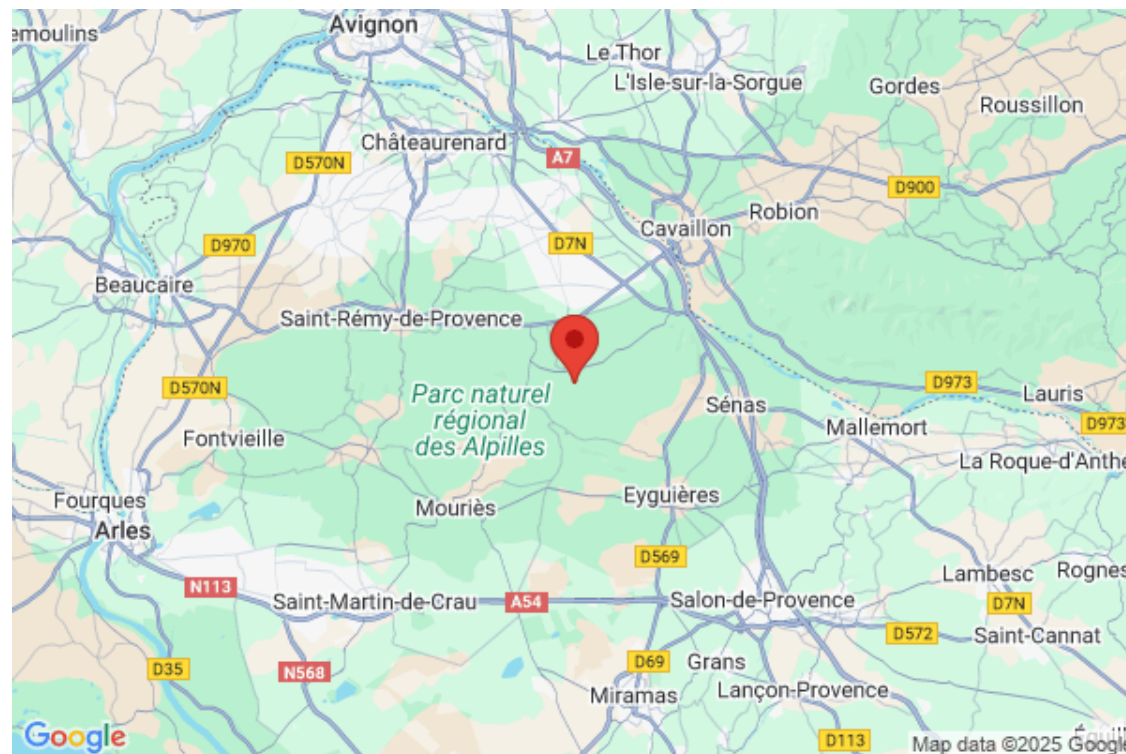 emoulins
Avignon
Le Thor
L'Isle-sur-la-Sorgue
Gordes
Roussillon
Châteaurenard
A7
D570N
D900
Robion
Cavaillon
D970
D7N
Beaucaire
Saint-Rémy-de-Provence
D570N
Parc naturel
régional
des Alpilles
D973
Lauris
Sénas
D973
Mallemort
Fontvieille
La Roque-d'Anthe
Fourques
Mouriès
Eyguières
Arles
D569
N113
Lambesc
Rognes
Saint-Martin-de-Crau
A54
Salon-de-Provence
D7N
D572
Saint-Cannat
D35
N568
D69
Grans
Miramas
Lançon-Provence
Google
D113
Map data ©2025 Google